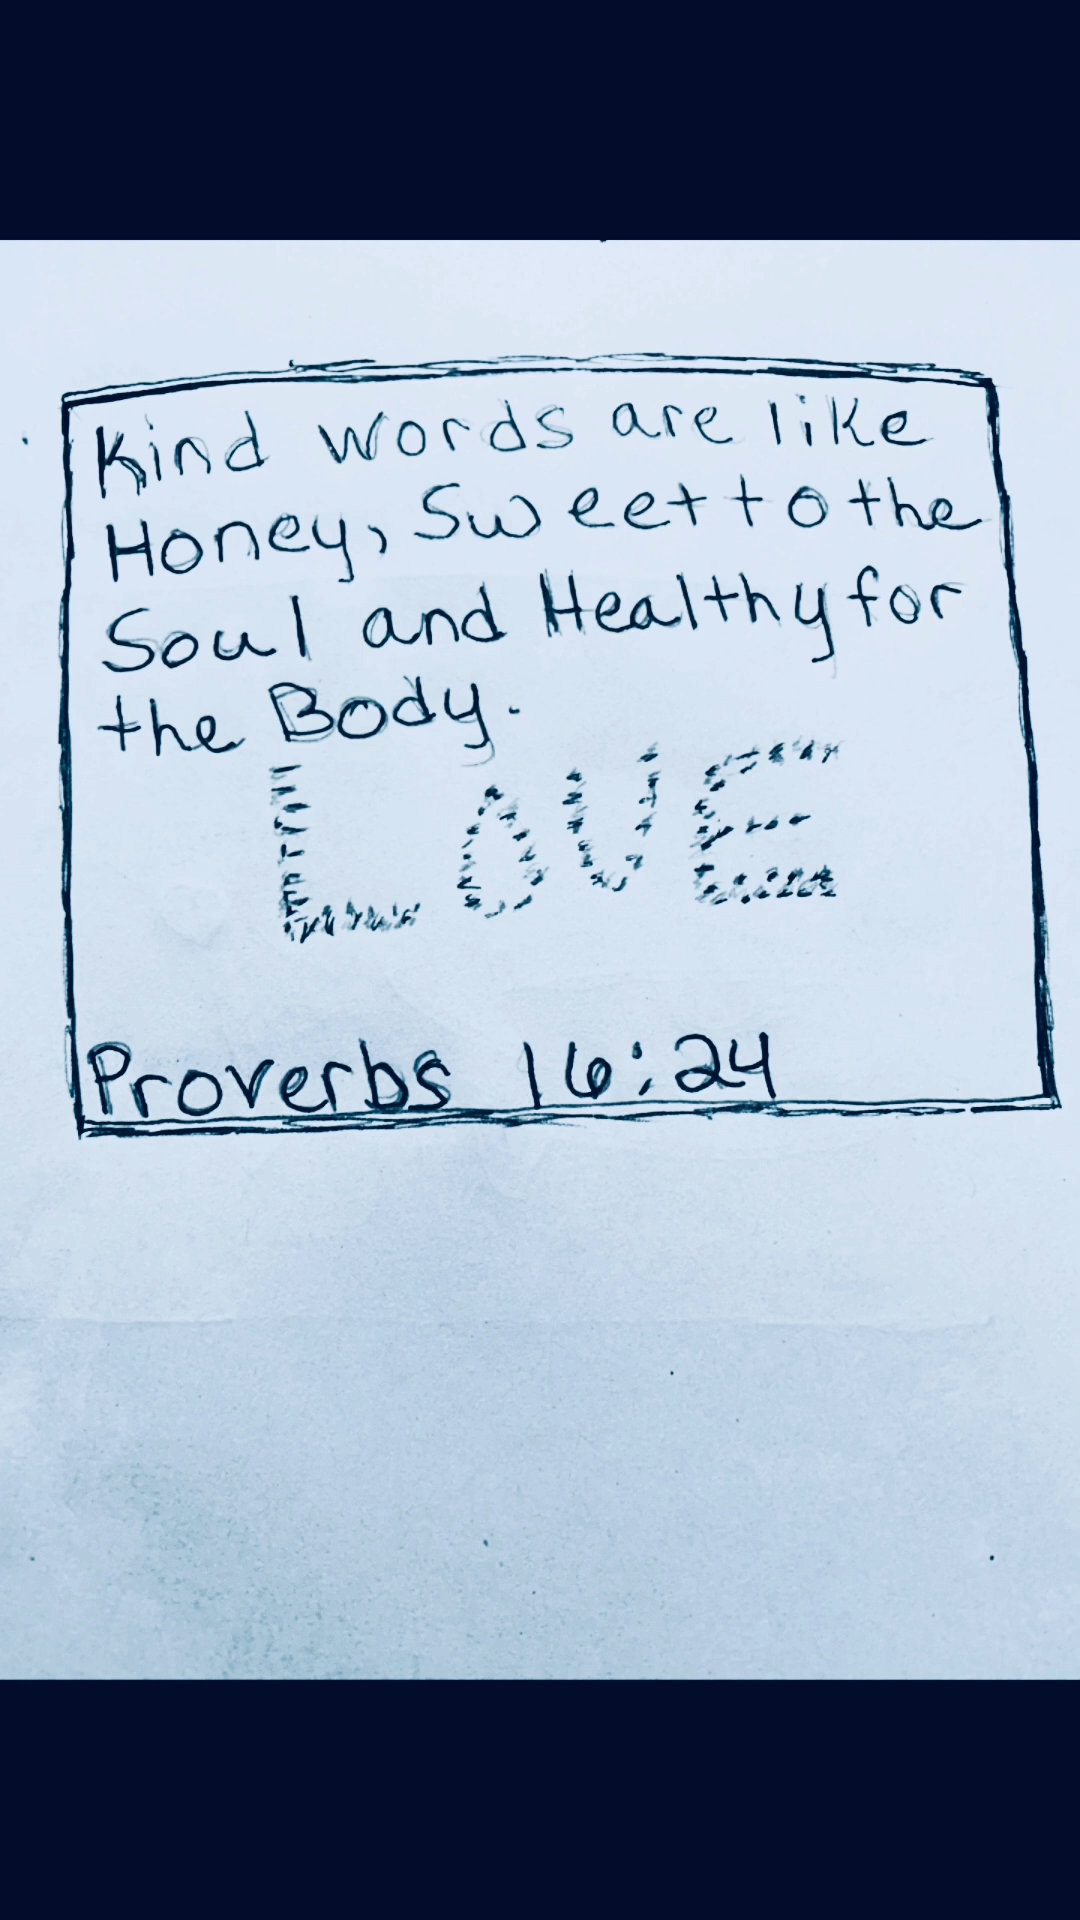 Kind words are like
Honey, Sweet to the
Soul and Healthy for
the Body.
LOVE
Proverbs 16:24